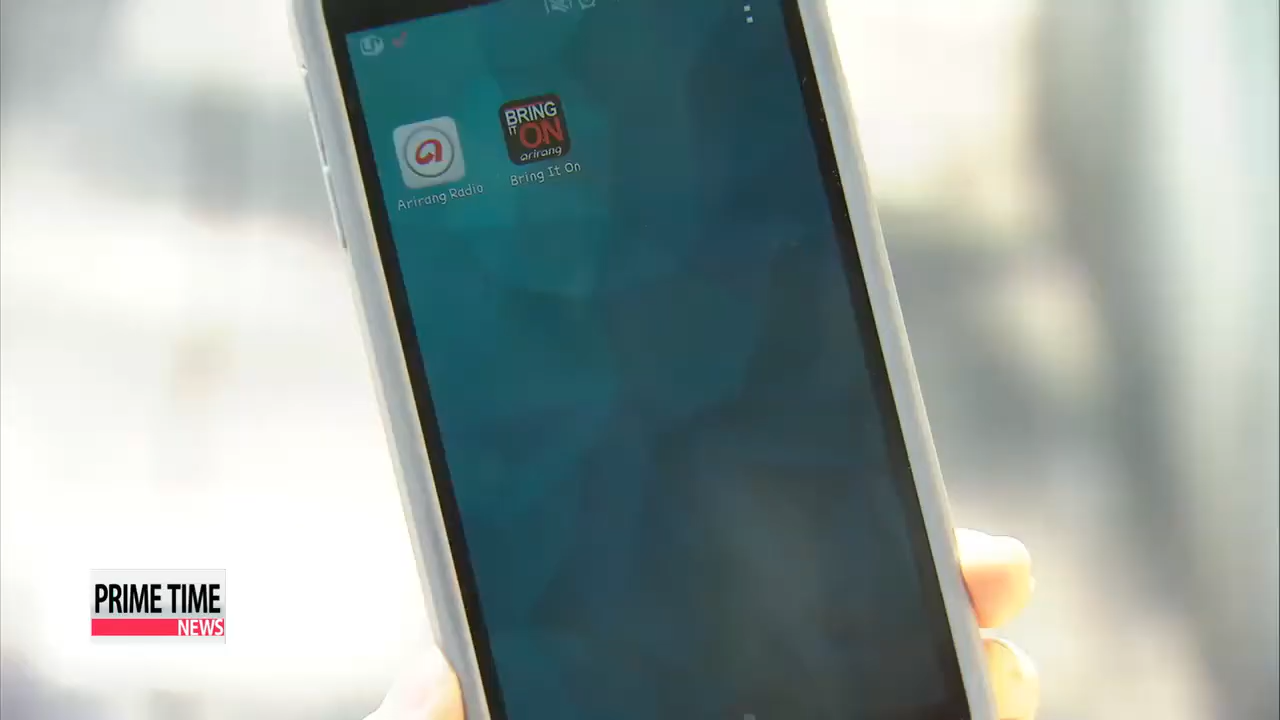 Arirang Radio
BRING
IT ON
arirang
Bring It On
PRIME TIME
NEWS